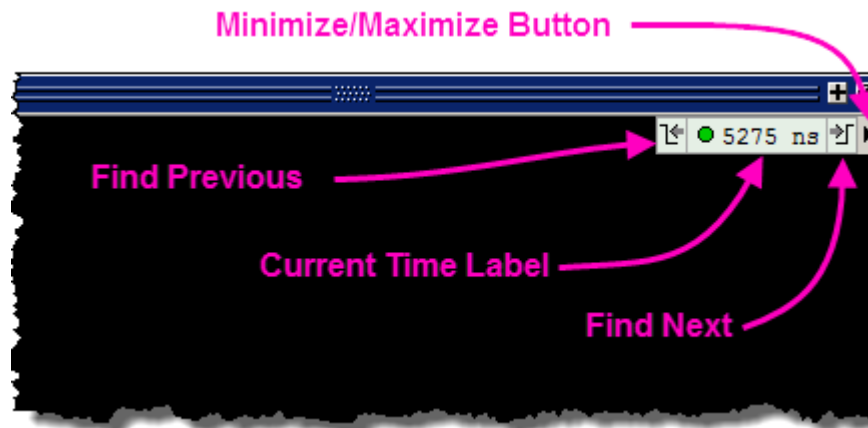 Minimize/Maximize Button
5275 ns
Find Previous
Current Time Label
Find Next